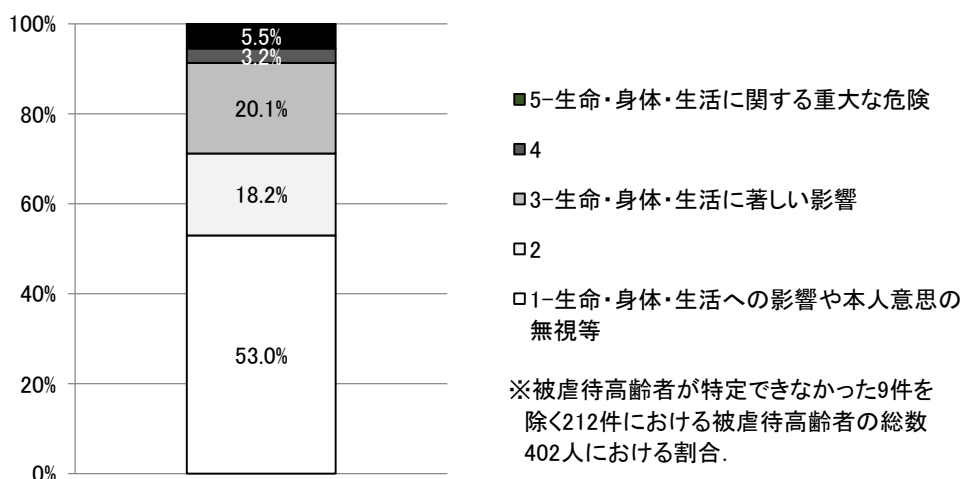 100%
80%
60%
40%
20%
0%
5.5%
3.2%
20.1%
18.2%
53.0%
■5-生命・身体・生活に関する重大な危険
■4
■3-生命・身体・生活に著しい影響
□2
□1-生命・身体・生活への影響や本人意思の
無視等
※被虐待高齢者が特定できなかった9件を
除く212件における被虐待高齢者の総数
402人における割合.